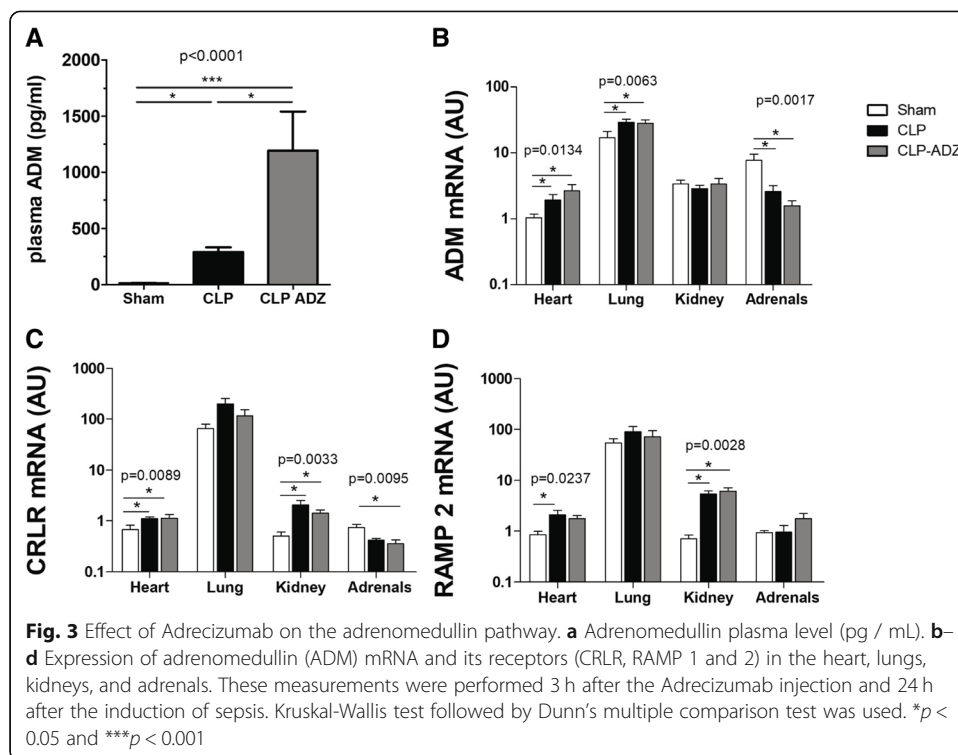 A
p<0.0001
***
* *
plasma ADM (pg/ml)
2000
1500
1000
500
0
Sham CLP CLP ADZ
B
ADM mRNA (AU)
100
10
1
0.1
p=0.0134
*
*
p=0.0063
*
*
p=0.0017
*
*
Heart Lung Kidney Adrenals
Sham
CLP
CLP-ADZ
C
CRLR mRNA (AU)
1000
100
10
1
0.1
p=0.0089
*
*
p=0.0033
*
*
p=0.0095
*
Heart Lung Kidney Adrenals
D
RAMP 2 mRNA (AU)
1000
100
10
1
0.1
p=0.0237
*
p=0.0028
*
*
Heart Lung Kidney Adrenals
Fig. 3 Effect of Adrecizumab on the adrenomedullin pathway. a Adrenomedullin plasma level (pg / mL). b–
d Expression of adrenomedullin (ADM) mRNA and its receptors (CRLR, RAMP 1 and 2) in the heart, lungs,
kidneys, and adrenals. These measurements were performed 3 h after the Adrecizumab injection and 24 h
after the induction of sepsis. Kruskal-Wallis test followed by Dunn's multiple comparison test was used. *p <
0.05 and ***p < 0.001